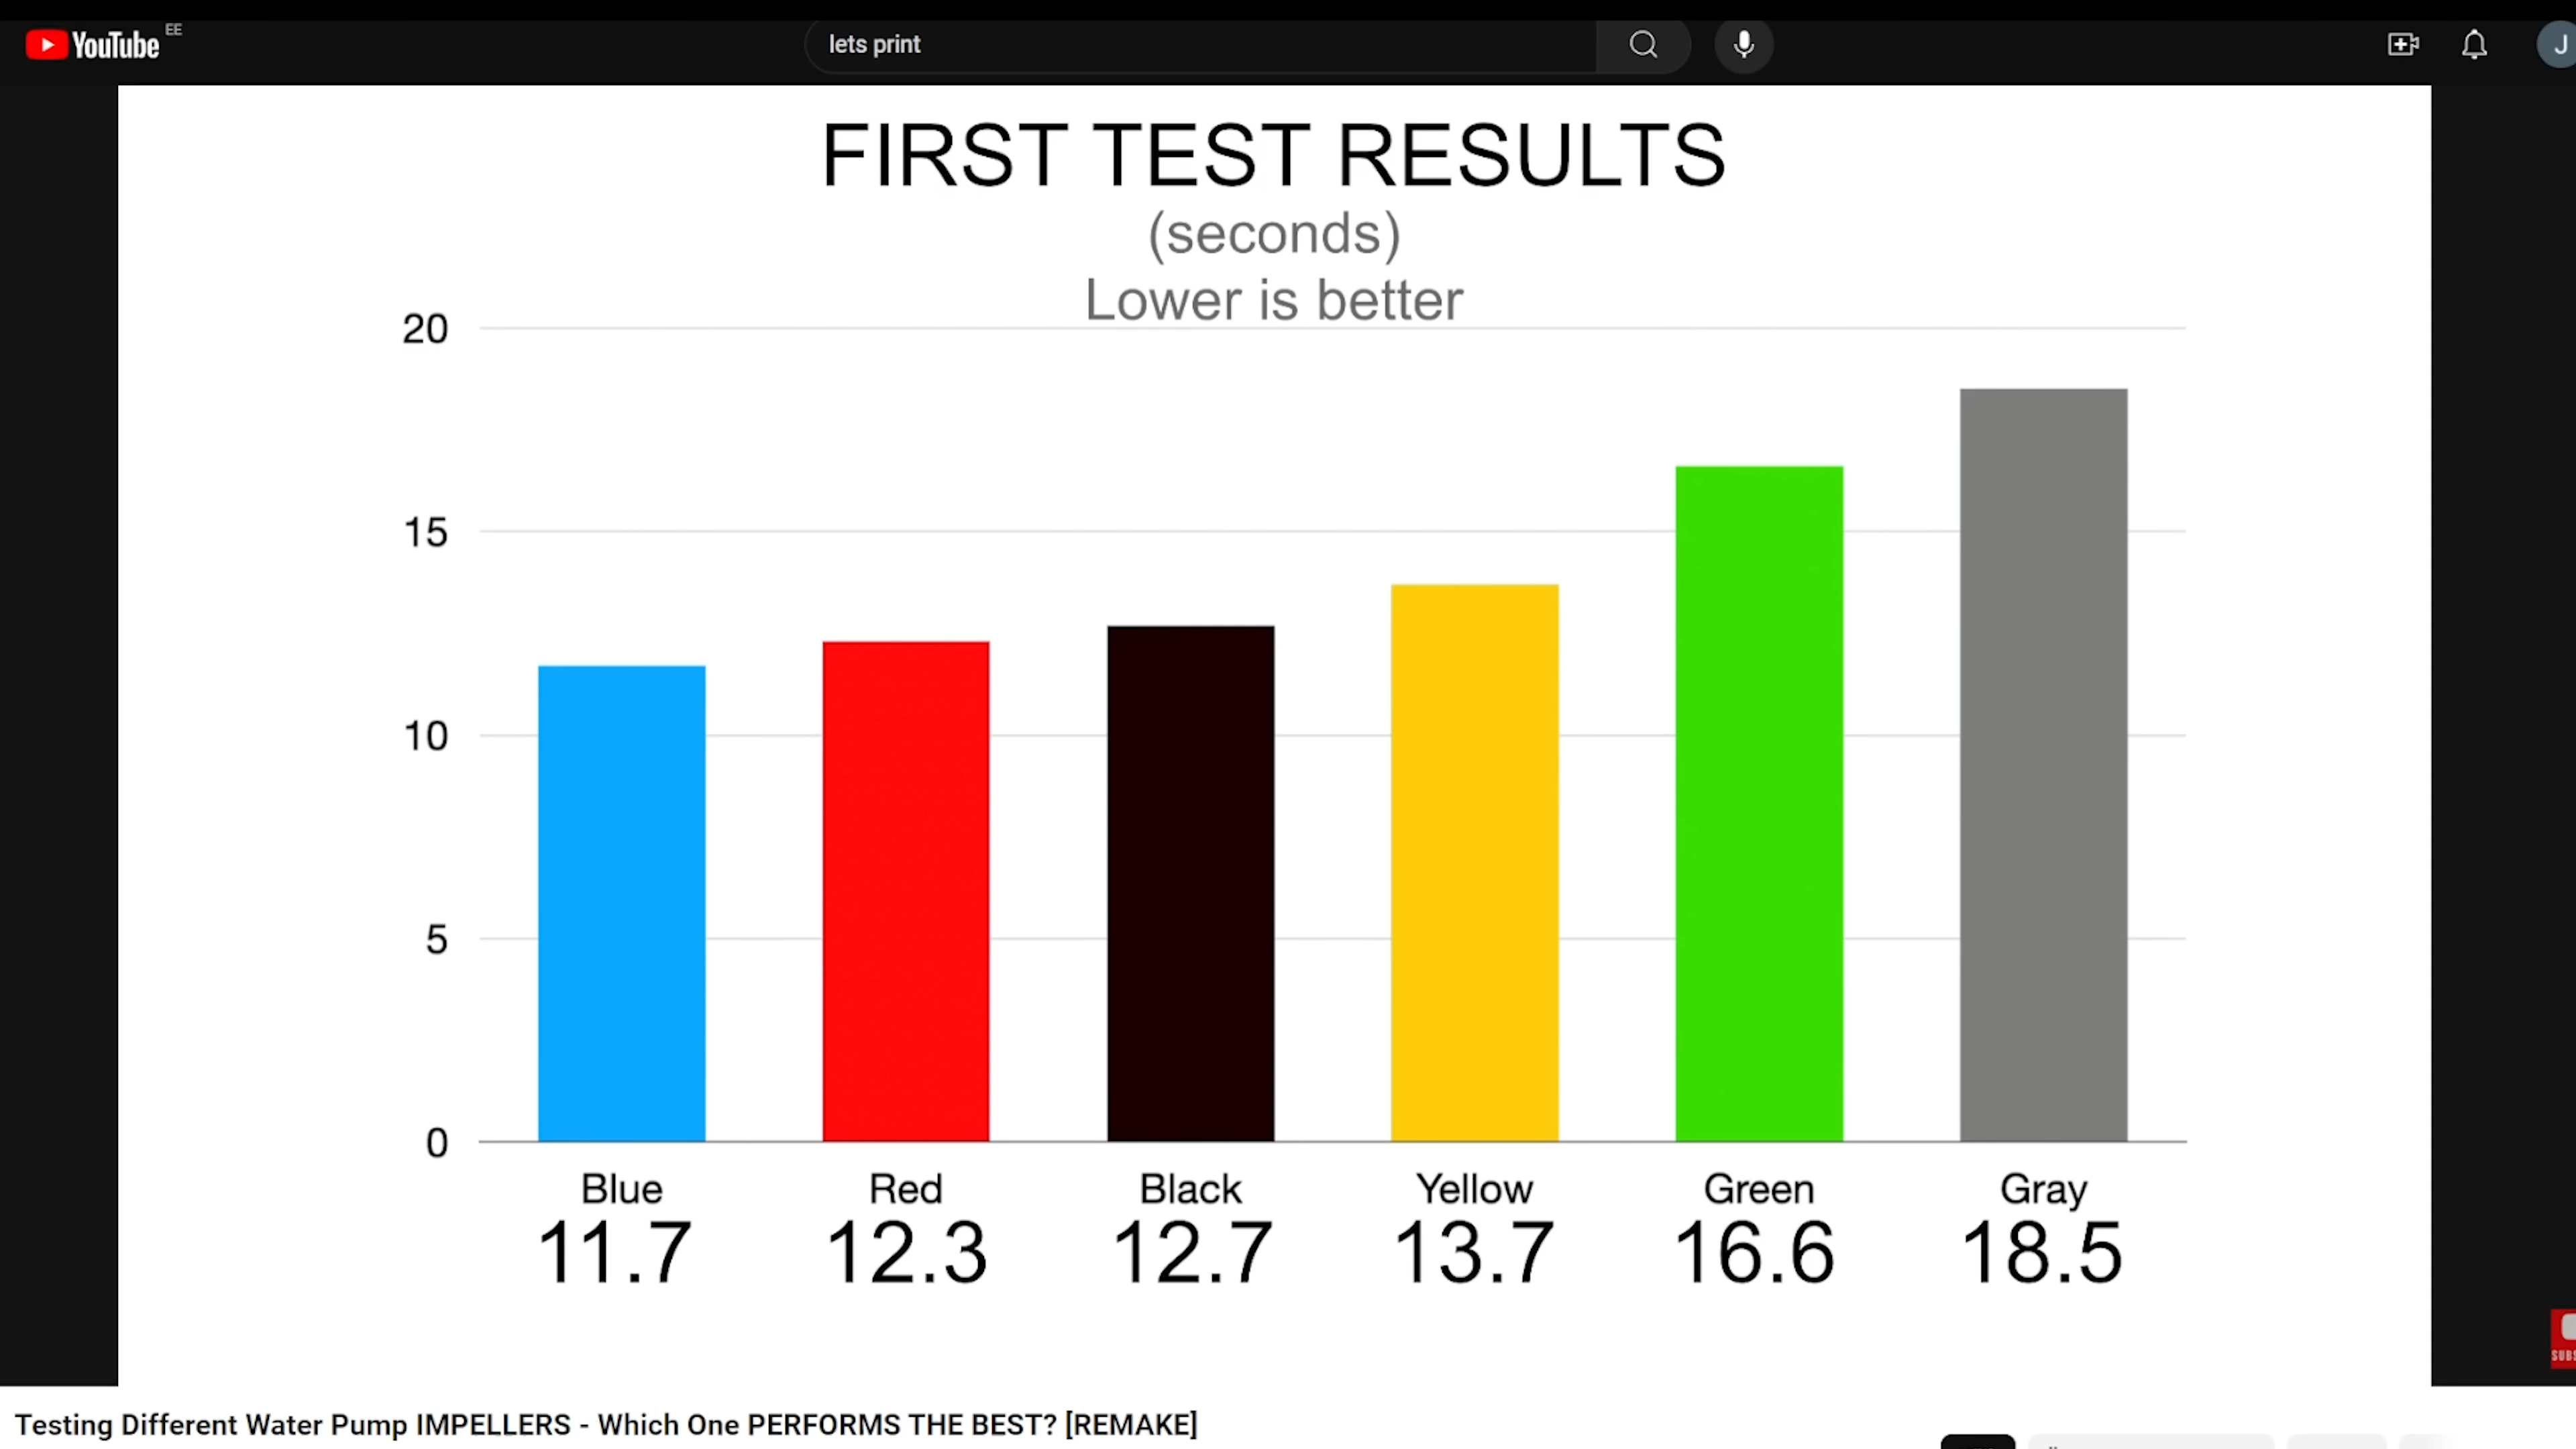 YouTube EE
lets print
J
FIRST TEST RESULTS
(seconds)
Lower is better
20
15
10
5
0
Blue Red Black Yellow Green Gray
11.7 12.3 12.7 13.7 16.6 18.5
SUBS
Testing Different Water Pump IMPELLERS - Which One PERFORMS THE BEST? [REMAKE]